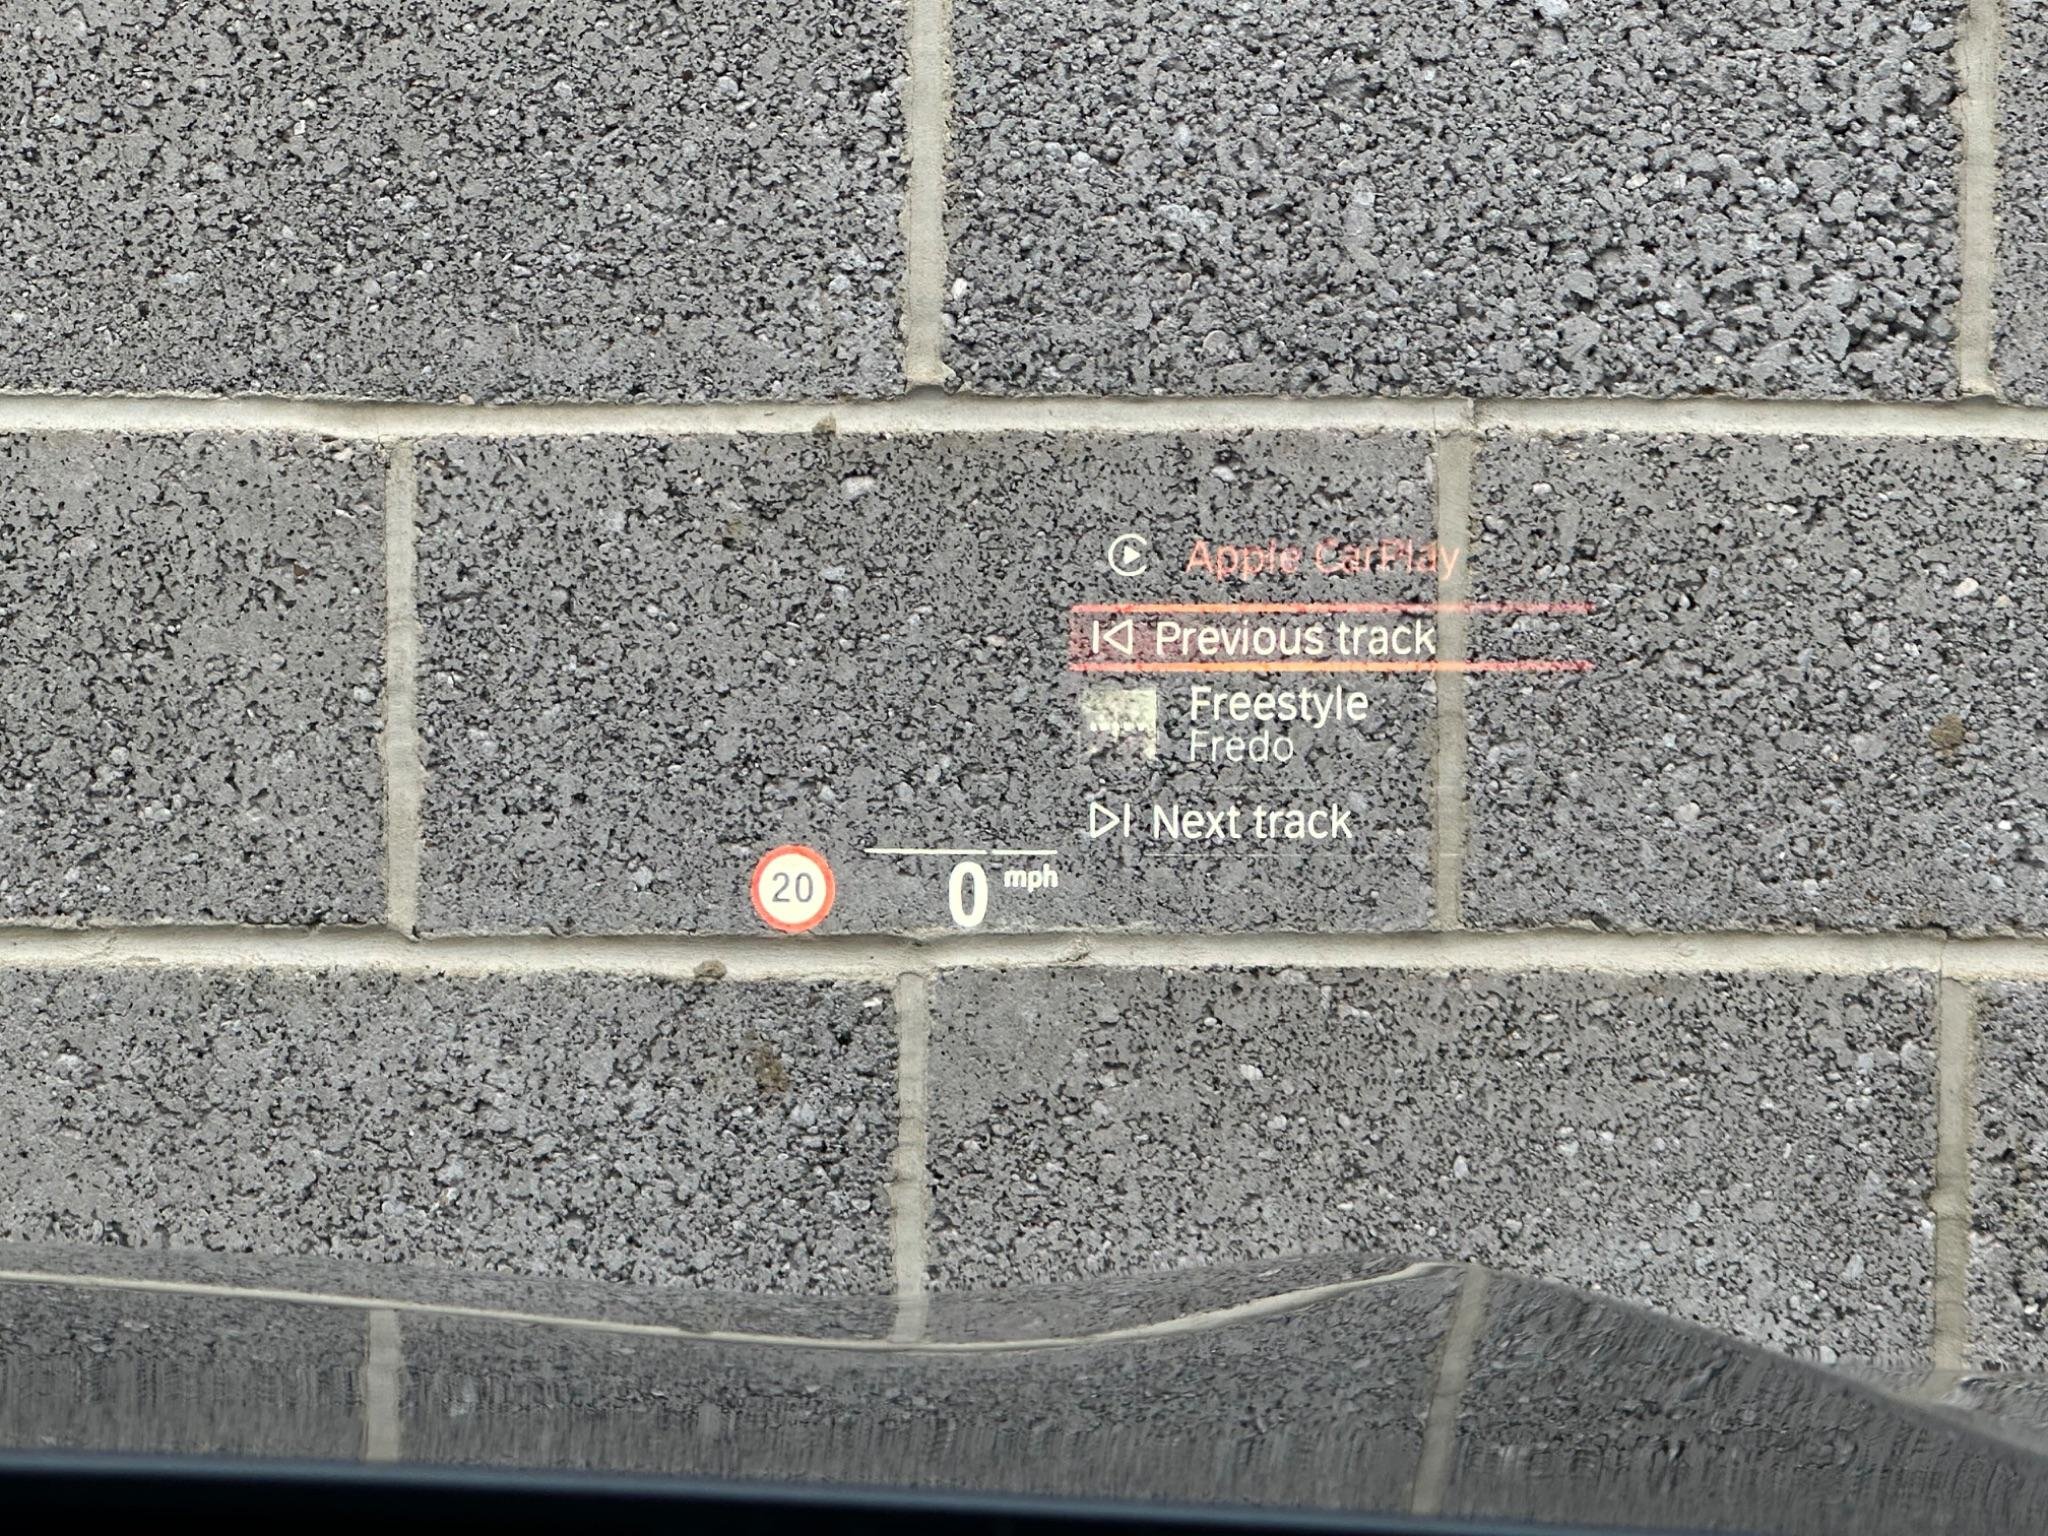 Apple CarPlay
Previous track
Freestyle
Fredo
Next track
20
0 mph